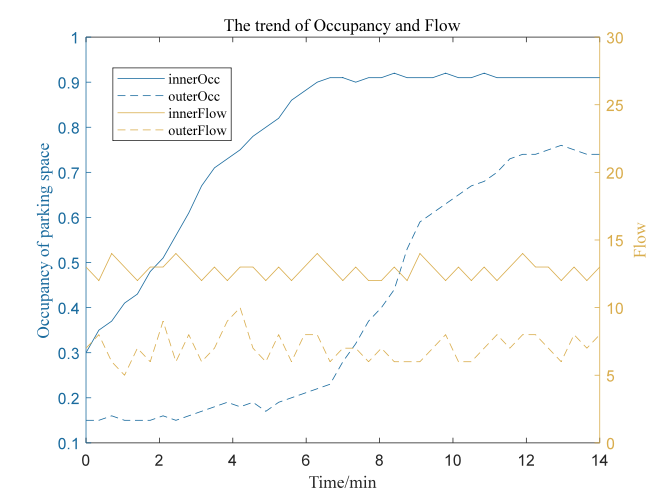 The trend of Occupancy and Flow
innerOcc
outerOcc
innerFlow
outerFlow
Occupancy of parking space
1
0.9
0.8
0.7
0.6
0.5
0.4
0.3
0.2
0.1
30
25
20
15
10
5
0
Flow
0 2 4 6 8 10 12 14
Time/min